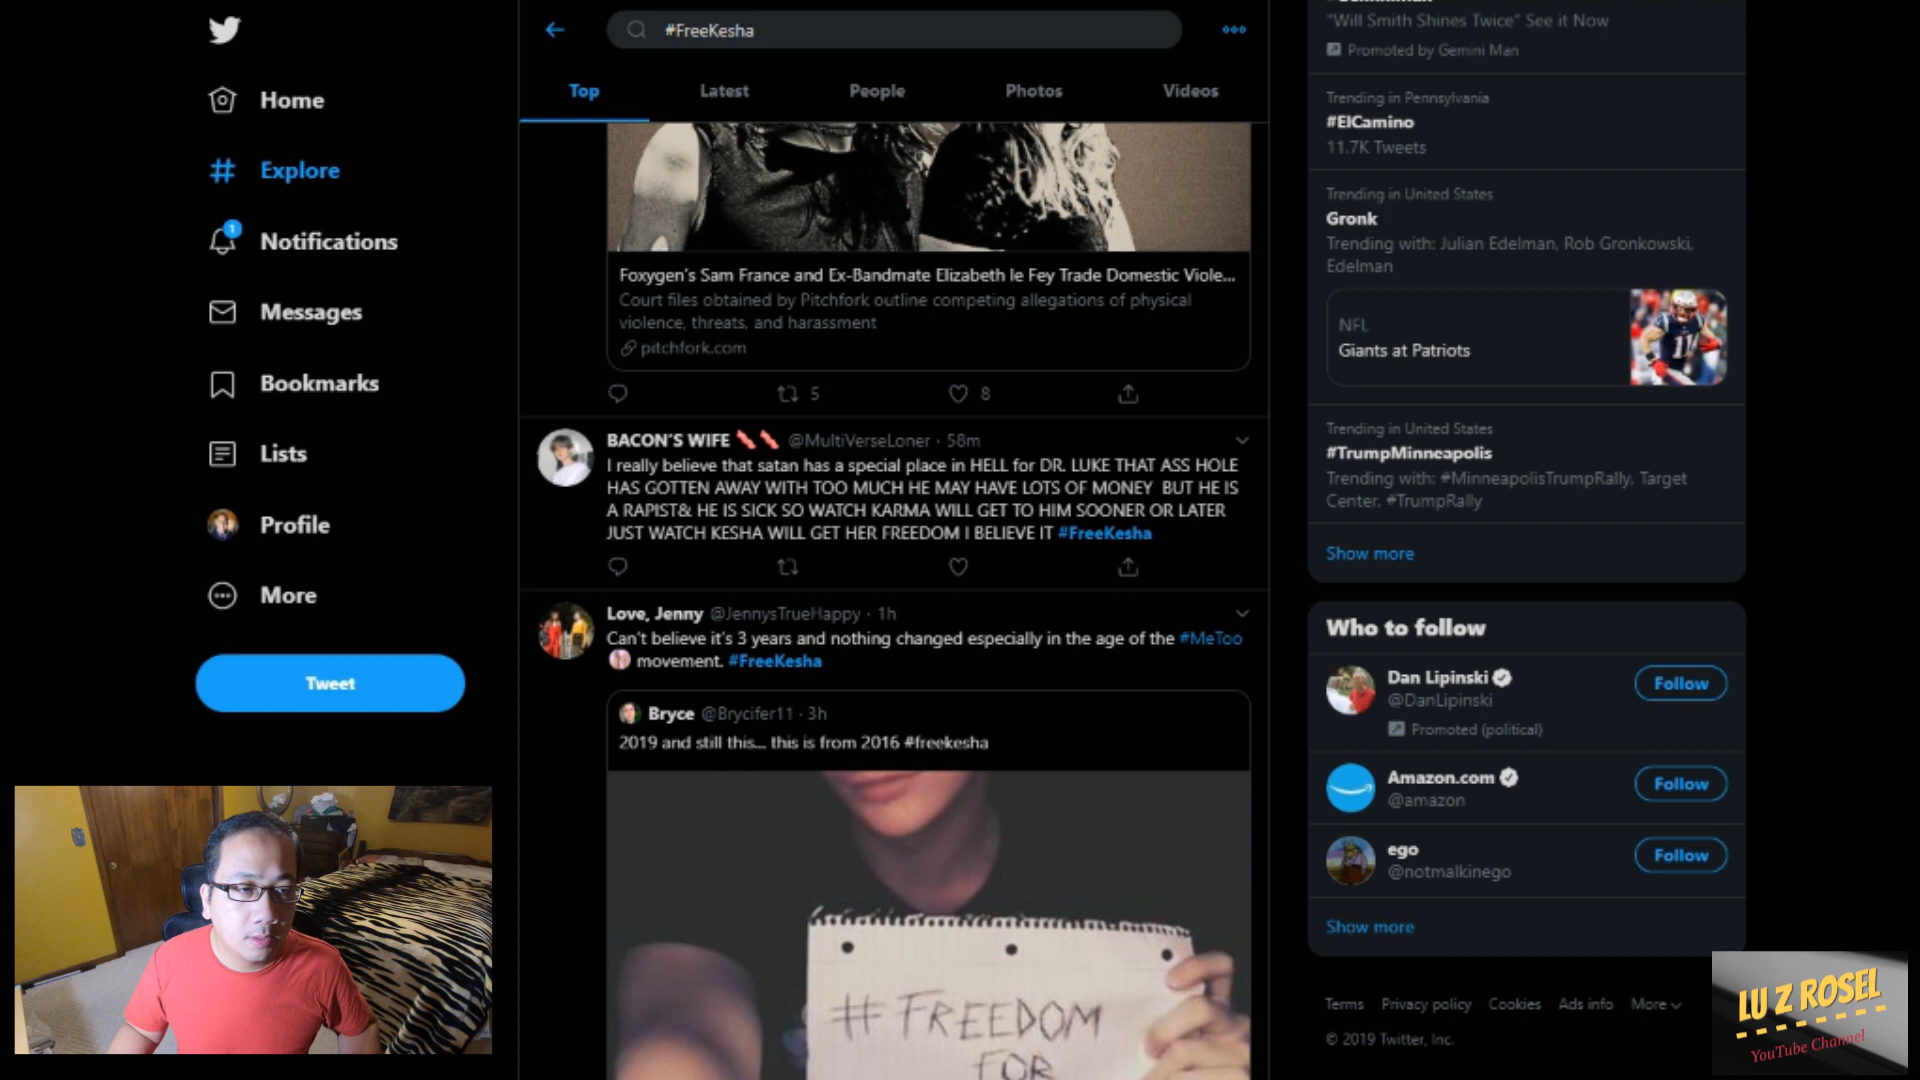 Home
Explore
1
Notifications
Messages
Bookmarks
Lists
Profile
More
Tweet
#FreeKesha
Top
Latest
People
Photos
Videos
Foxygen's Sam France and Ex-Bandmate Elizabeth le Fey Trade Domestic Viole...
Court files obtained by Pitchfork outline competing allegations of physical
violence, threats, and harassment
pitchfork.com
5
8
BACON'S WIFE 🥓🥓 @MultiVerseLoner · 58m
I really believe that satan has a special place in HELL for DR. LUKE THAT ASS HOLE
HAS GOTTEN AWAY WITH TOO MUCH HE MAY HAVE LOTS OF MONEY BUT HE IS
A RAPIST& HE IS SICK SO WATCH KARMA WILL GET TO HIM SOONER OR LATER
JUST WATCH KESHA WILL GET HER FREEDOM I BELIEVE IT #FreeKesha
Love, Jenny @JennysTrueHappy · 1h
Can't believe it's 3 years and nothing changed especially in the age of the #MeToo
movement. #FreeKesha
Bryce @Brycifer11 · 3h
2019 and still this... this is from 2016 #freekesha
#FREEDOM
FOR
"Will Smith Shines Twice" See it Now
Promoted by Gemini Man
Trending in Pennsylvania
#ElCamino
11.7K Tweets
Trending in United States
Gronk
Trending with: Julian Edelman, Rob Gronkowski,
Edelman
NFL
Giants at Patriots
Trending in United States
#TrumpMinneapolis
Trending with: #MinneapolisTrumpRally, Target
Center, #TrumpRally
Show more
Who to follow
Dan Lipinski
@DanLipinski
Promoted (political)
Follow
Amazon.com
@amazon
Follow
ego
@notmalkinego
Follow
Show more
Terms Privacy policy Cookies Ads info More
© 2019 Twitter, Inc.
LU Z ROSEL
YouTube Channel